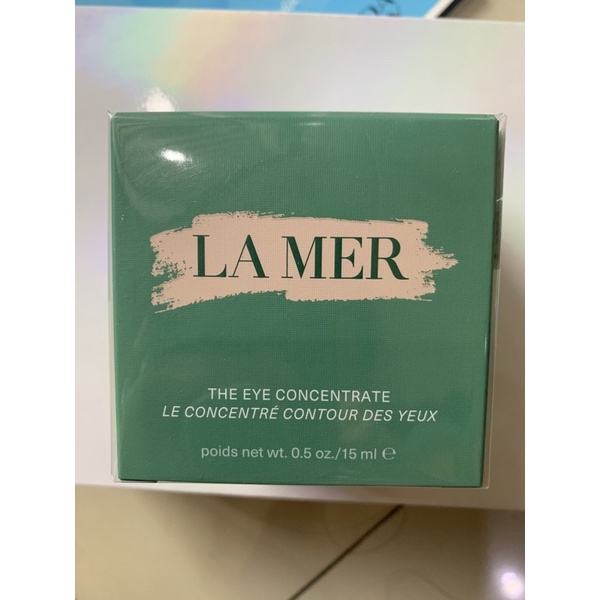 LA MER
THE EYE CONCENTRATE
LE CONCENTRÉ CONTOUR DES YEUX
poids net wt. 0.5 oz./15 ml ℮